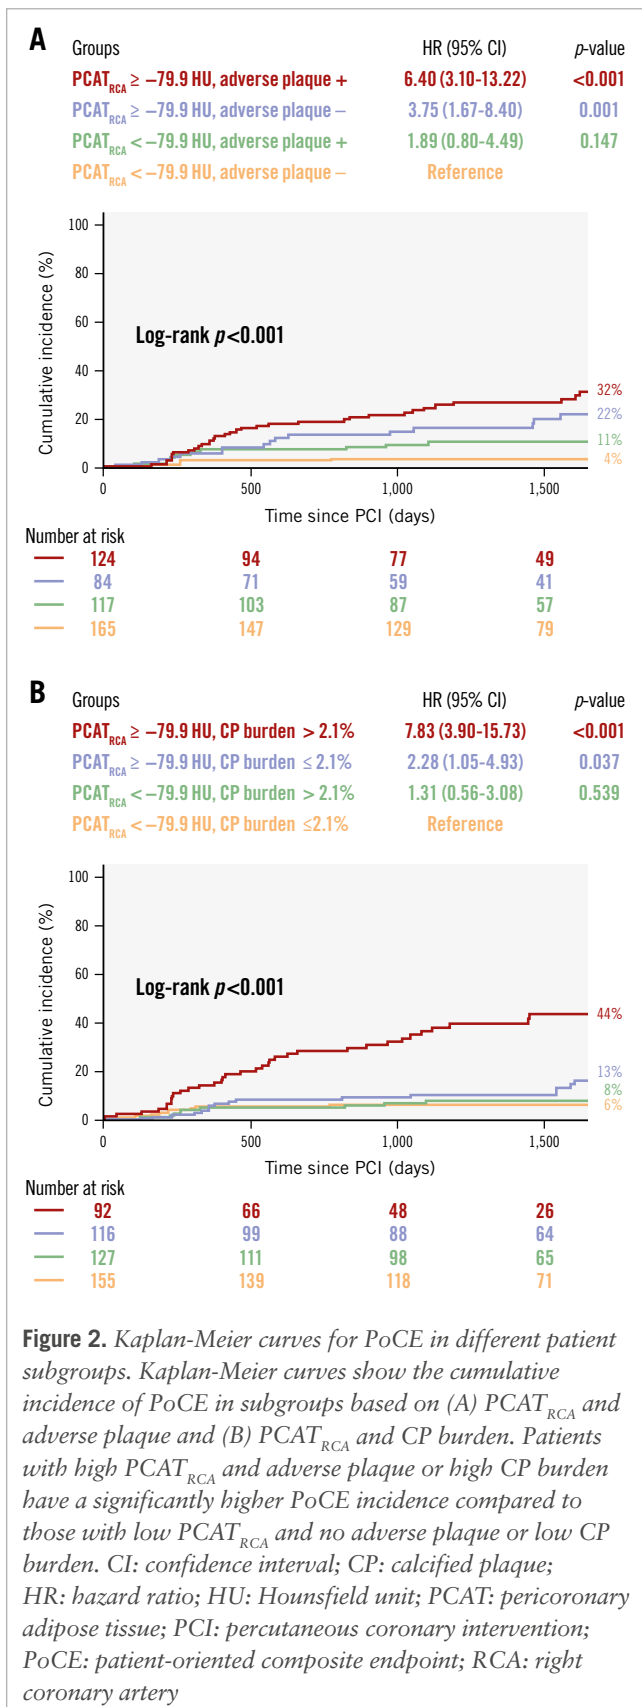 A
Groups HR (95% CI) p-value
PCATRCA ≥ –79.9 HU, adverse plaque + 6.40 (3.10-13.22) <0.001
PCATRCA ≥ –79.9 HU, adverse plaque – 3.75 (1.67-8.40) 0.001
PCATRCA < –79.9 HU, adverse plaque + 1.89 (0.80-4.49) 0.147
PCATRCA < –79.9 HU, adverse plaque – Reference
Cumulative incidence (%)
100
80
60
40
20
0
Log-rank p<0.001
32%
22%
11%
4%
0 500 1,000 1,500
Time since PCI (days)
Number at risk
124 94 77 49
84 71 59 41
117 103 87 57
165 147 129 79
B
Groups HR (95% CI) p-value
PCATRCA ≥ –79.9 HU, CP burden > 2.1% 7.83 (3.90-15.73) <0.001
PCATRCA ≥ –79.9 HU, CP burden ≤ 2.1% 2.28 (1.05-4.93) 0.037
PCATRCA < –79.9 HU, CP burden > 2.1% 1.31 (0.56-3.08) 0.539
PCATRCA < –79.9 HU, CP burden ≤2.1% Reference
Cumulative incidence (%)
100
80
60
40
20
0
Log-rank p<0.001
44%
13%
8%
6%
0 500 1,000 1,500
Time since PCI (days)
Number at risk
92 66 48 26
116 99 88 64
127 111 98 65
155 139 118 71
Figure 2. Kaplan-Meier curves for PoCE in different patient
subgroups. Kaplan-Meier curves show the cumulative
incidence of PoCE in subgroups based on (A) PCATRCA and
adverse plaque and (B) PCATRCA and CP burden. Patients
with high PCATRCA and adverse plaque or high CP burden
have a significantly higher PoCE incidence compared to
those with low PCATRCA and no adverse plaque or low CP
burden. CI: confidence interval; CP: calcified plaque;
HR: hazard ratio; HU: Hounsfield unit; PCAT: pericoronary
adipose tissue; PCI: percutaneous coronary intervention;
PoCE: patient-oriented composite endpoint; RCA: right
coronary artery